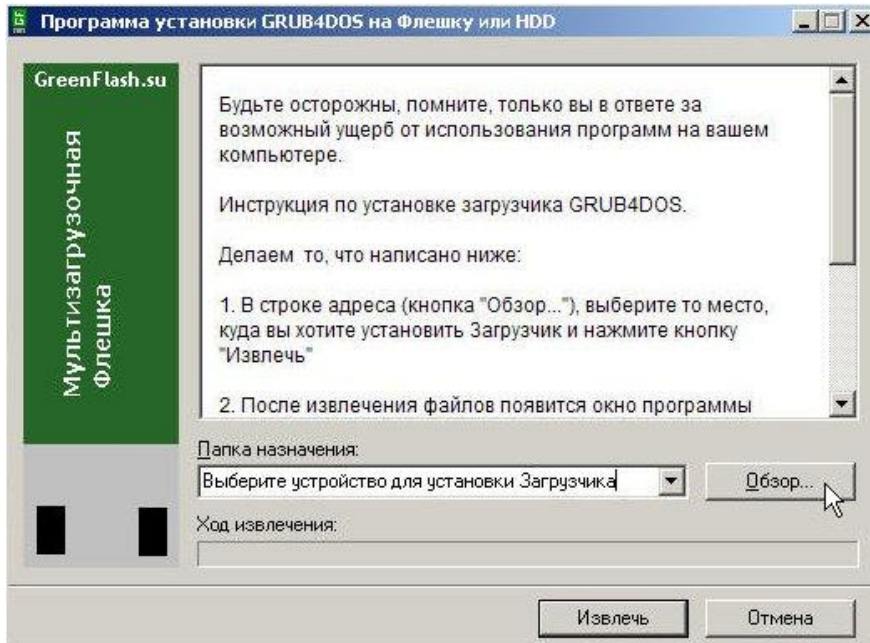 Программа установки GRUB4DOS на Флешку или HDD
GreenFlash.su
Мультизагрузочная
Флешка
Будьте осторожны, помните, только вы в ответе за
возможный ущерб от использования программ на вашем
компьютере.
Инструкция по установке загрузчика GRUB4DOS.
Делаем то, что написано ниже:
1. В строке адреса (кнопка "Обзор..."), выберите то место,
куда вы хотите установить Загрузчик и нажмите кнопку
"Извлечь"
2. После извлечения файлов появится окно программы
Папка назначения:
Выберите устройство для установки Загрузчика
Обзор...
Ход извлечения:
Извлечь
Отмена